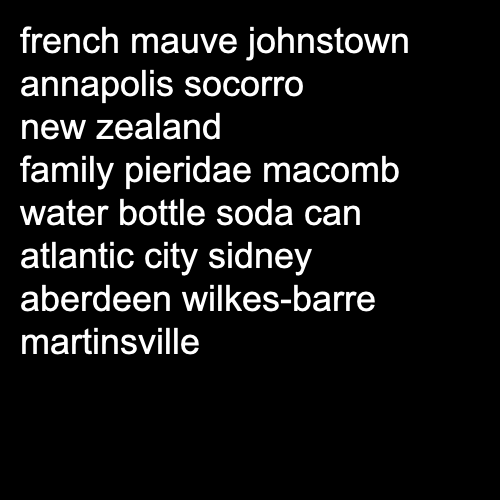 french mauve johnstown
annapolis socorro
new zealand
family pieridae macomb
water bottle soda can
atlantic city sidney
aberdeen wilkes-barre
martinsville